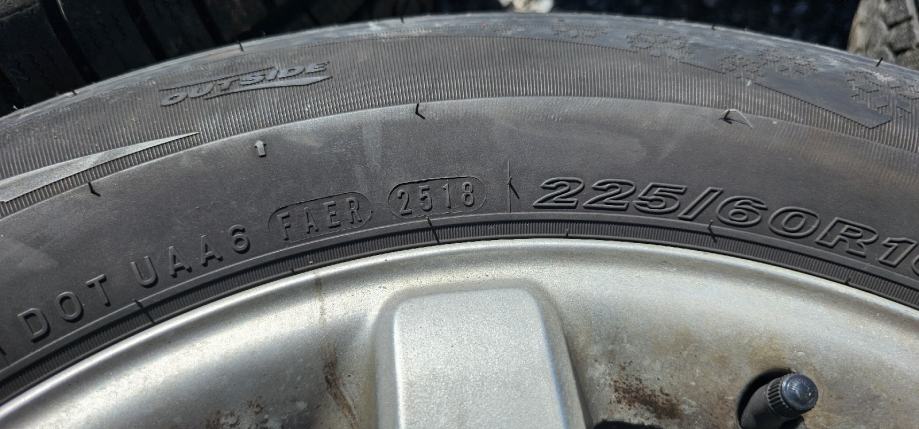 OUTSIDE
DOT UAA6 FAER 2518 225/60R1